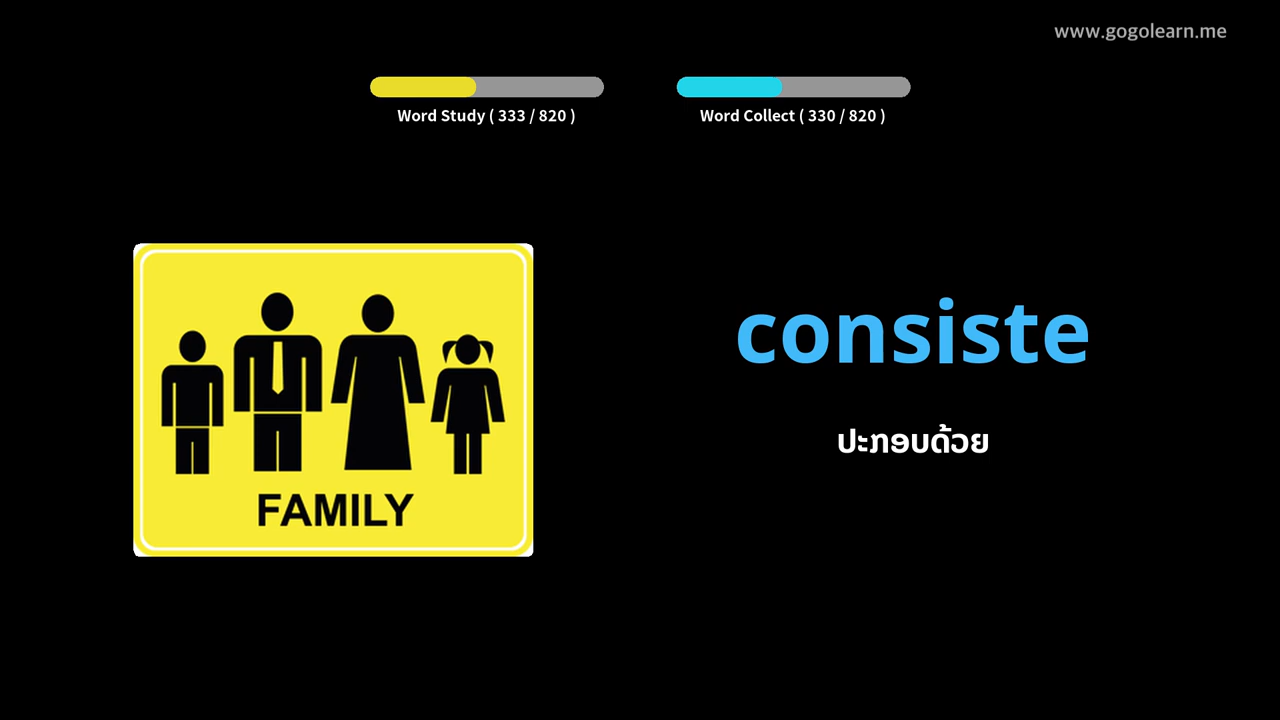 www.gogolearn.me
Word Study ( 333 / 820 )
Word Collect ( 330 / 820 )
consiste
ປະກອບດ້ວຍ
FAMILY